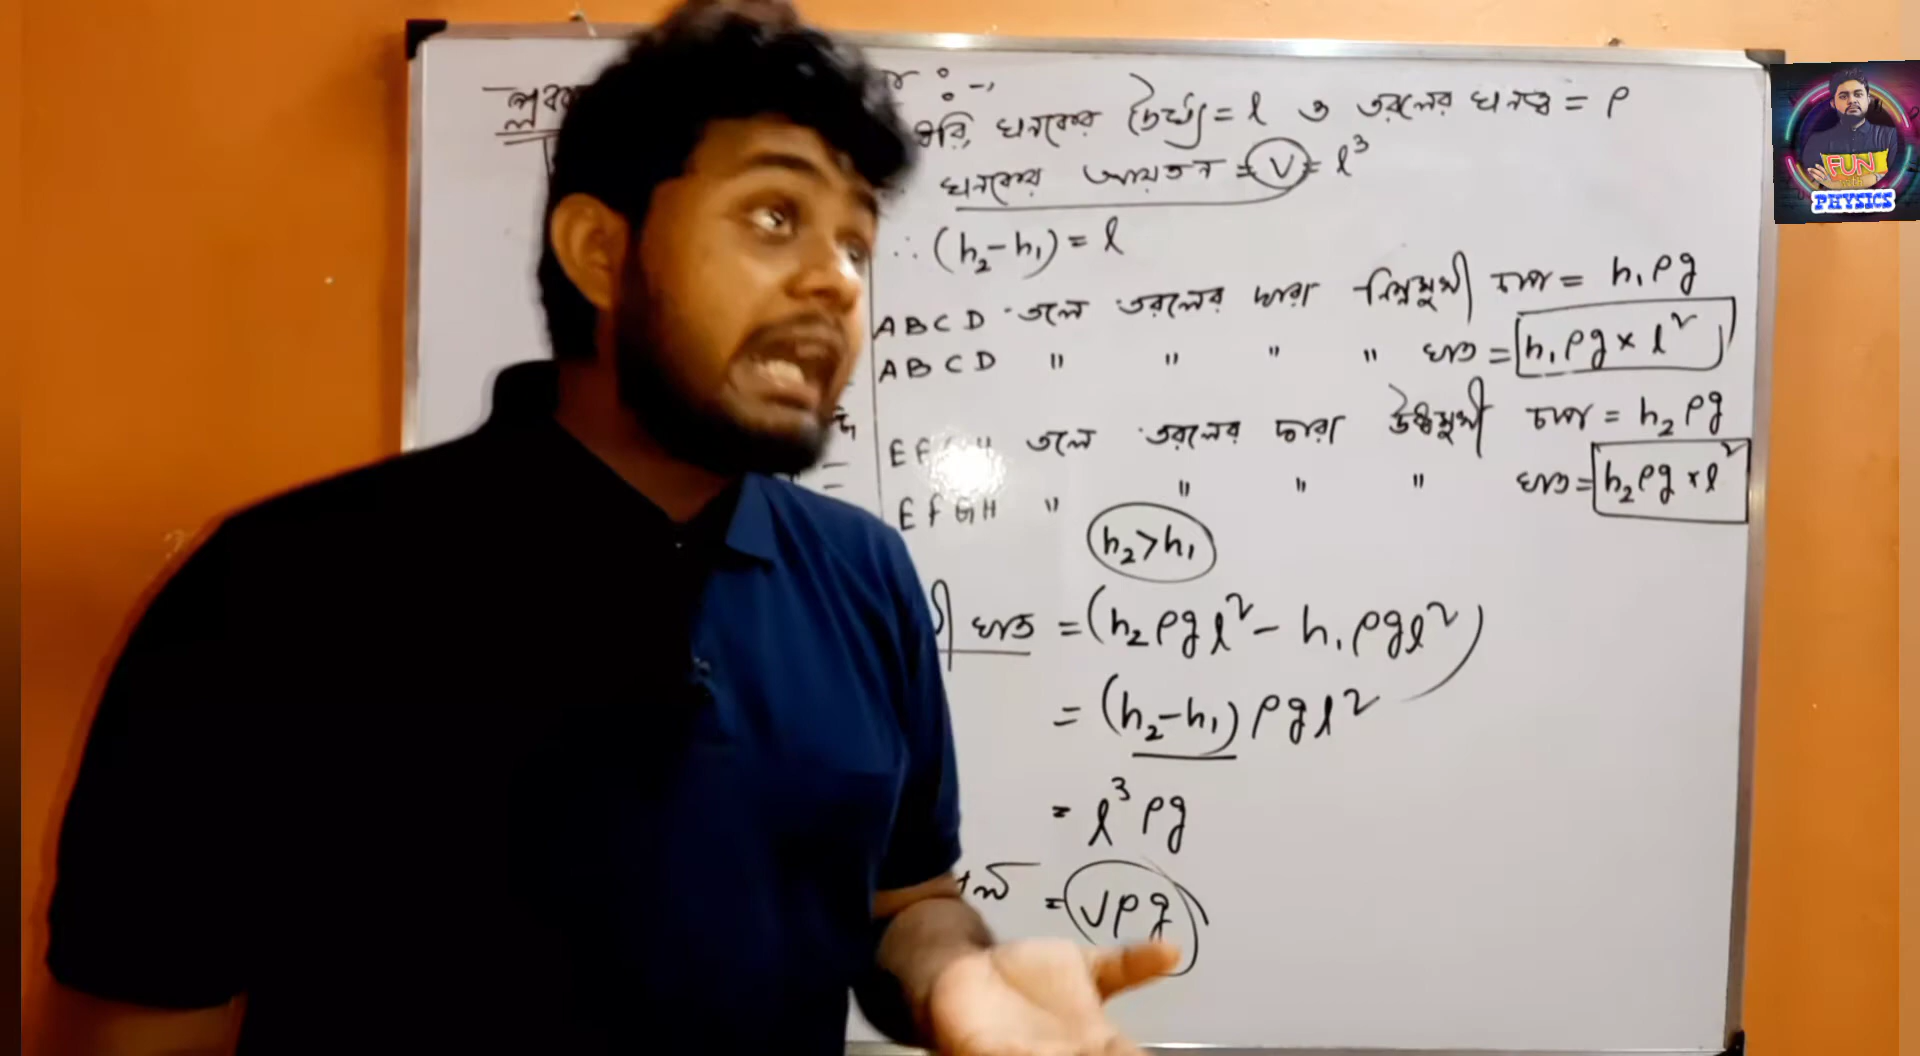 ধরি, ঘনকের দৈর্ঘ্য = l ও তরলের ঘনত্ব = ρ
ঘনকের আয়তন = V = l³
∴ (h₂-h₁) = l
ABCD তলে তরলের দ্বারা নিম্নমুখী চাপ = h₁ρg
ABCD " " " " ঘাত = h₁ρg × l²
EFGH তলে তরলের দ্বারা উর্ধ্বমুখী চাপ = h₂ρg
EFGH " " " " ঘাত = h₂ρg × l²
h₂>h₁
ঘাত = (h₂ρgl² - h₁ρgl²)
= (h₂-h₁)ρgl²
= l³ρg
= Vρg
FUN
PHYSICS